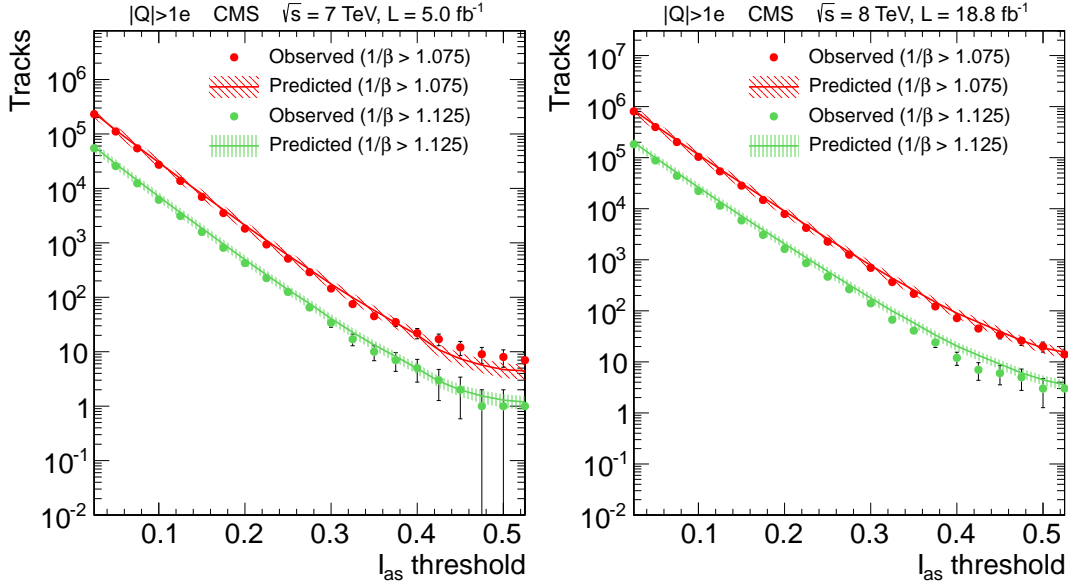 |Q|>1e CMS √s = 7 TeV, L = 5.0 fb⁻¹
Tracks
Observed (1/β > 1.075)
Predicted (1/β > 1.075)
Observed (1/β > 1.125)
Predicted (1/β > 1.125)
10⁶
10⁵
10⁴
10³
10²
10
1
10⁻¹
10⁻²
0.1 0.2 0.3 0.4 0.5
I_as threshold
|Q|>1e CMS √s = 8 TeV, L = 18.8 fb⁻¹
Tracks
Observed (1/β > 1.075)
Predicted (1/β > 1.075)
Observed (1/β > 1.125)
Predicted (1/β > 1.125)
10⁷
10⁶
10⁵
10⁴
10³
10²
10
1
10⁻¹
10⁻²
0.1 0.2 0.3 0.4 0.5
I_as threshold